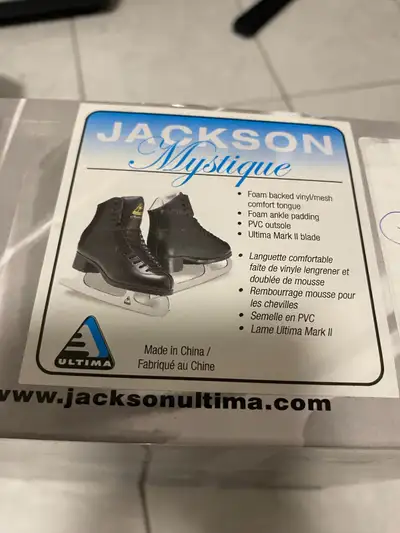 JACKSON
Mystique
• Foam backed vinyl/mesh
comfort tongue
• Foam ankle padding
• PVC outsole
• Ultima Mark II blade
• Languette comfortable
faite de vinyle lengrener et
doublée de mousse
• Rembourrage mousse pour
les chevilles
• Semelle en PVC
• Lame Ultima Mark II
ULTIMA
Made in China /
Fabriqué au Chine
www.jacksonultima.com